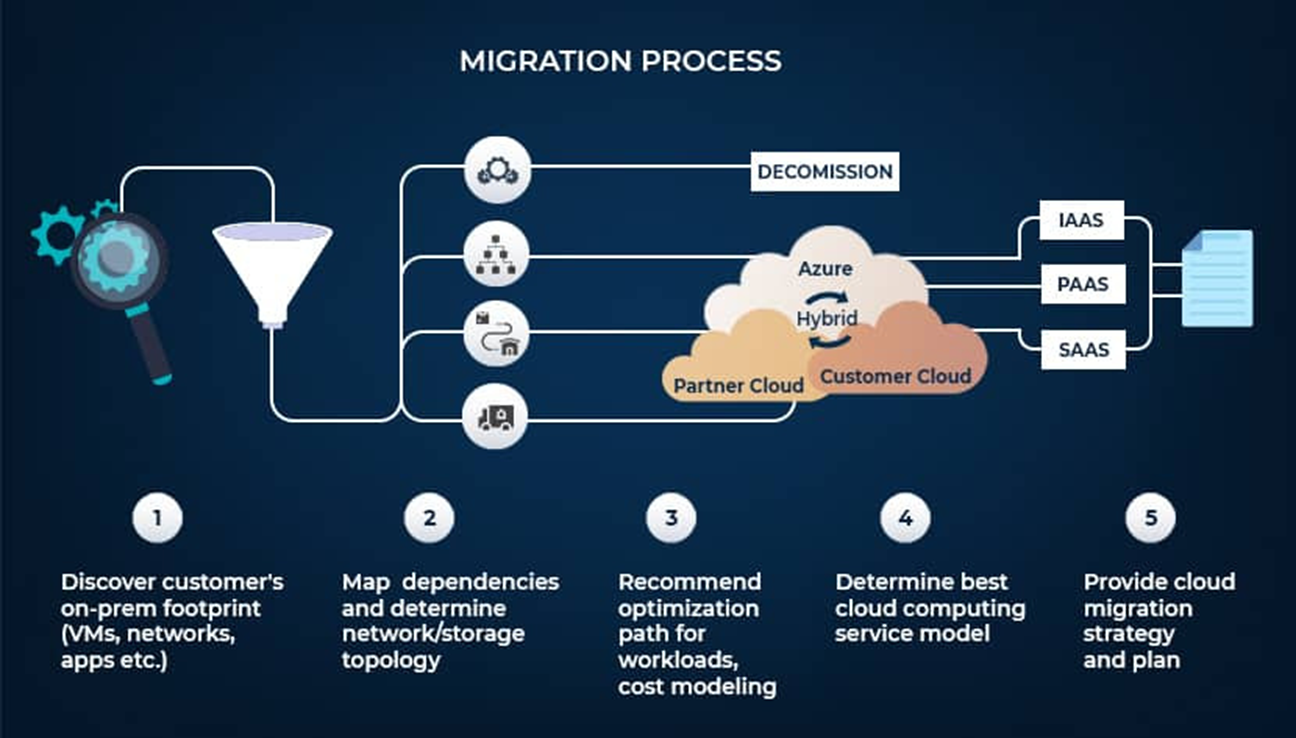 MIGRATION PROCESS
DECOMISSION
Azure
Hybrid
Partner Cloud
Customer Cloud
IAAS
PAAS
SAAS
1
Discover customer's
on-prem footprint
(VMs, networks,
apps etc.)
2
Map dependencies
and determine
network/storage
topology
3
Recommend
optimization
path for
workloads,
cost modeling
4
Determine best
cloud computing
service model
5
Provide cloud
migration
strategy
and plan